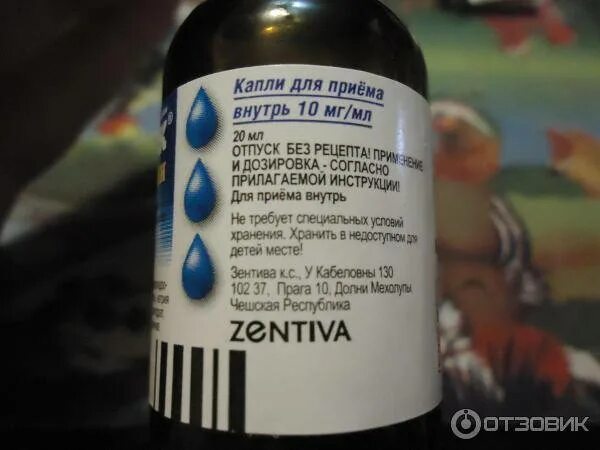 Капли для приёма
внутрь 10 мг/мл
20 мл
ОТПУСК БЕЗ РЕЦЕПТА! ПРИМЕНЕНИЕ
И ДОЗИРОВКА - СОГЛАСНО
ПРИЛАГАЕМОЙ ИНСТРУКЦИИ!
Для приёма внутрь
Не требует специальных условий
хранения. Хранить в недоступном для
детей месте!
Зентива к.с., У Кабеловны 130
102 37, Прага 10, Долни Мехолупы,
Чешская Республика
ZENTIVA
ОТЗОВИК